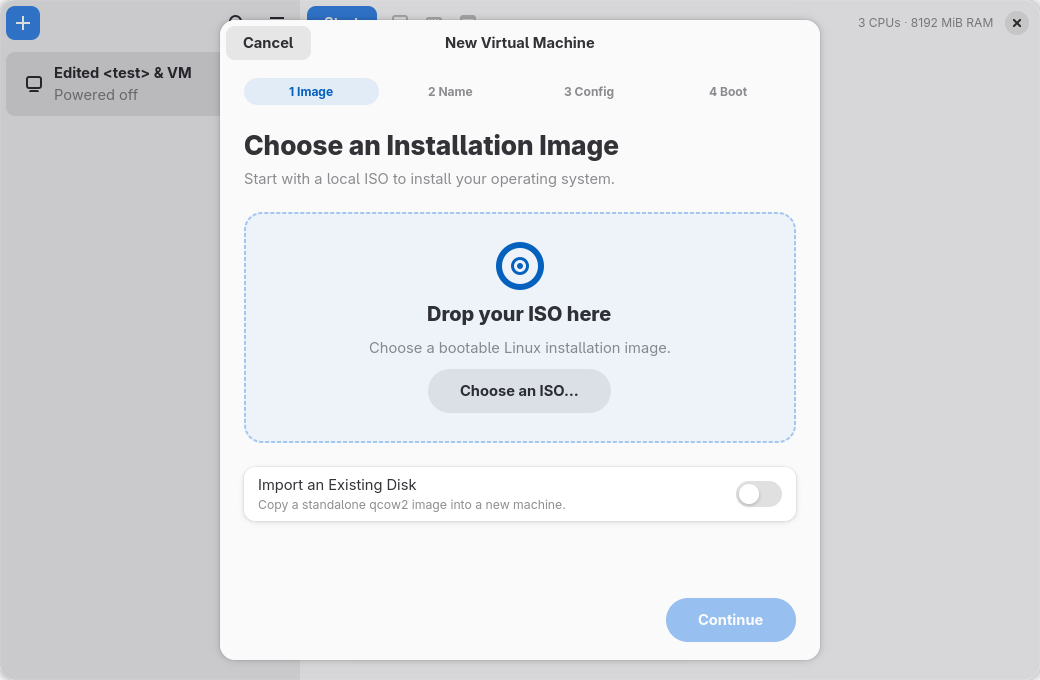 Start
3 CPUs · 8192 MiB RAM
Cancel
New Virtual Machine
Edited <test> & VM
Powered off
1 Image
2 Name
3 Config
4 Boot
Choose an Installation Image
Start with a local ISO to install your operating system.
Drop your ISO here
Choose a bootable Linux installation image.
Choose an ISO...
Import an Existing Disk
Copy a standalone qcow2 image into a new machine.
Continue